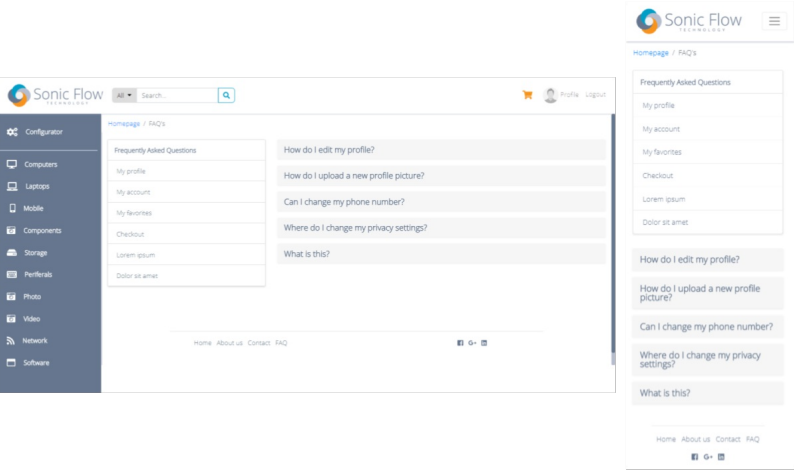 Sonic Flow
TECHNOLOGY
All
Search...
Profile
Logout
Configurator
Computers
Laptops
Mobile
Components
Storage
Periferals
Photo
Video
Network
Software
Homepage / FAQ's
Frequently Asked Questions
My profile
My account
My favorites
Checkout
Lorem ipsum
Dolor sit amet
How do I edit my profile?
How do I upload a new profile picture?
Can I change my phone number?
Where do I change my privacy settings?
What is this?
Home About us Contact FAQ
Sonic Flow
TECHNOLOGY
Homepage / FAQ's
Frequently Asked Questions
My profile
My account
My favorites
Checkout
Lorem ipsum
Dolor sit amet
How do I edit my profile?
How do I upload a new profile
picture?
Can I change my phone number?
Where do I change my privacy
settings?
What is this?
Home About us Contact FAQ